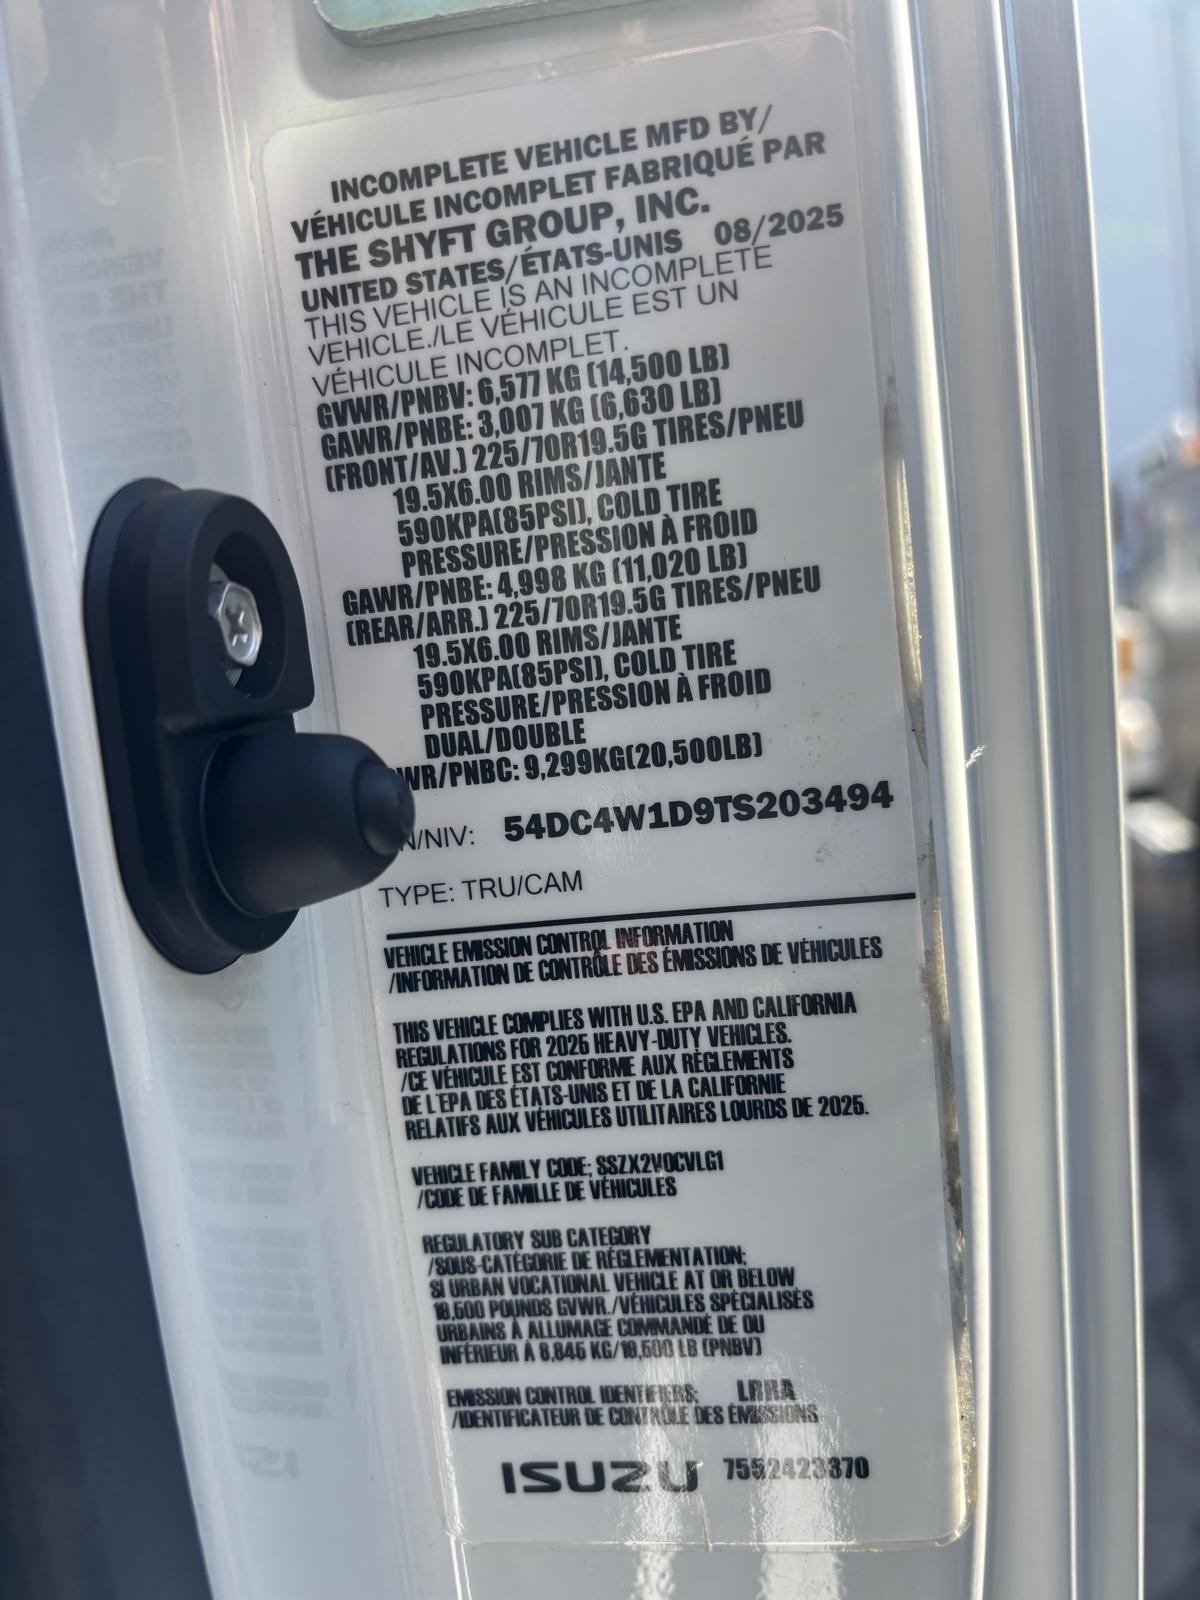 INCOMPLETE VEHICLE MFD BY/
VÉHICULE INCOMPLET FABRIQUÉ PAR
THE SHYFT GROUP, INC.
UNITED STATES/ÉTATS-UNIS 08/2025
THIS VEHICLE IS AN INCOMPLETE
VEHICLE./LE VÉHICULE EST UN
VÉHICULE INCOMPLET.
GVWR/PNBV: 6,577 KG (14,500 LB)
GAWR/PNBE: 3,007 KG (6,630 LB)
(FRONT/AV.) 225/70R19.5G TIRES/PNEU
19.5X6.00 RIMS/JANTE
590KPA(85PSI), COLD TIRE
PRESSURE/PRESSION À FROID
GAWR/PNBE: 4,998 KG (11,020 LB)
(REAR/ARR.) 225/70R19.5G TIRES/PNEU
19.5X6.00 RIMS/JANTE
590KPA(85PSI), COLD TIRE
PRESSURE/PRESSION À FROID
DUAL/DOUBLE
WR/PNBC: 9,299KG(20,500LB)
N/NIV: 54DC4W1D9TS203494
TYPE: TRU/CAM
VEHICLE EMISSION CONTROL INFORMATION
/INFORMATION DE CONTRÔLE DES ÉMISSIONS DE VÉHICULES
THIS VEHICLE COMPLIES WITH U.S. EPA AND CALIFORNIA
REGULATIONS FOR 2025 HEAVY-DUTY VEHICLES.
/CE VÉHICULE EST CONFORME AUX RÈGLEMENTS
DE L'EPA DES ÉTATS-UNIS ET DE LA CALIFORNIE
RELATIFS AUX VÉHICULES UTILITAIRES LOURDS DE 2025.
VEHICLE FAMILY CODE; SSZX2VOCVLG1
/CODE DE FAMILLE DE VÉHICULES
REGULATORY SUB CATEGORY
/SOUS-CATÉGORIE DE RÉGLEMENTATION;
SI URBAN VOCATIONAL VEHICLE AT OR BELOW
19,500 POUNDS GVWR./VÉHICULES SPÉCIALISÉS
URBAINS À ALLUMAGE COMMANDÉ DE OU
INFÉRIEUR À 8,845 KG/19,500 LB (PNBV)
EMISSION CONTROL IDENTIFIERS;
/IDENTIFICATEUR DE CONTRÔLE DES ÉMISSIONS
ISUZU 7552423370